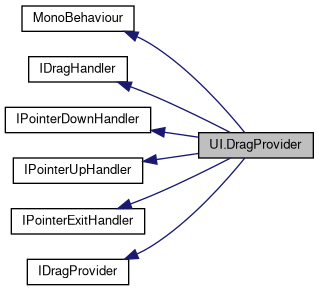 MonoBehaviour
IDragHandler
IPointerDownHandler
UI.DragProvider
IPointerUpHandler
IPointerExitHandler
IDragProvider